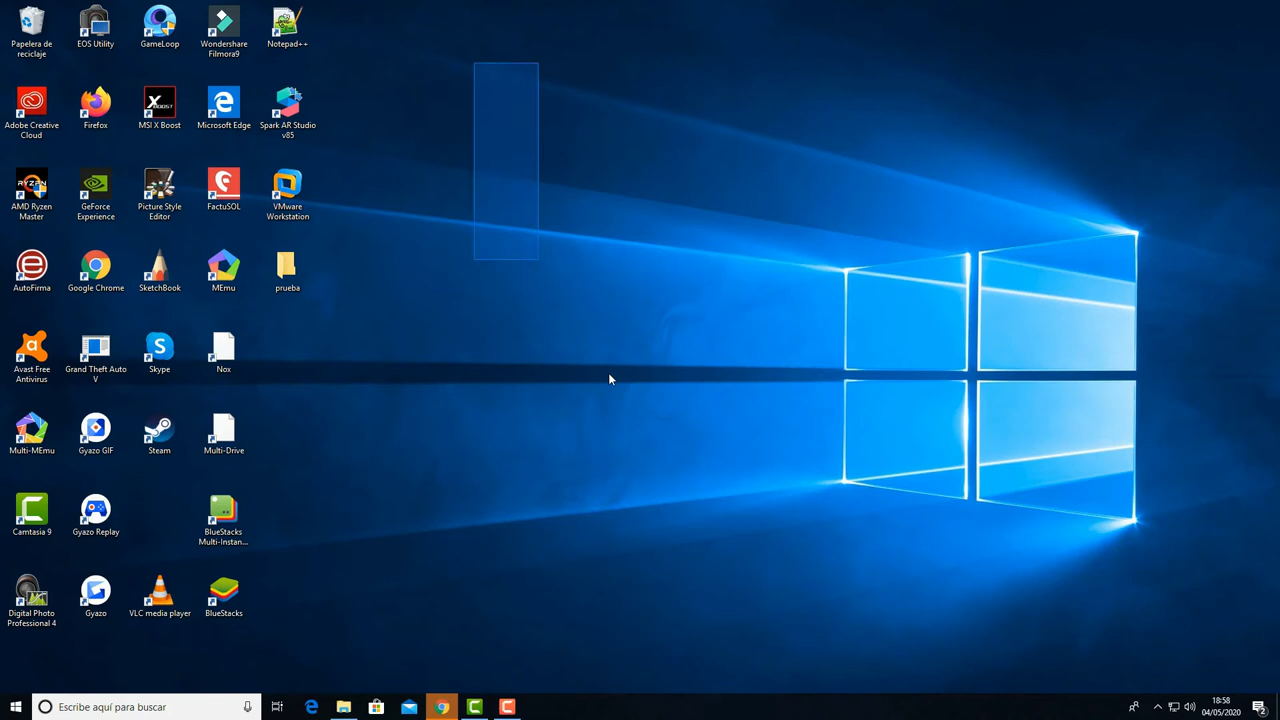 Papelera de
reciclaje
EOS Utility
GameLoop
Wondershare
Filmora9
Notepad++
Adobe Creative
Cloud
Firefox
XBOOST
MSI X Boost
Microsoft Edge
Spark AR Studio
v85
RYZEN
AMD Ryzen
Master
GeForce
Experience
Picture Style
Editor
FactuSOL
VMware
Workstation
AutoFirma
Google Chrome
SketchBook
MEmu
prueba
Avast Free
Antivirus
Grand Theft Auto
V
Skype
Nox
Multi-MEmu
Gyazo GIF
Steam
Multi-Drive
Camtasia 9
Gyazo Replay
BlueStacks
Multi-Instan...
Digital Photo
Professional 4
Gyazo
VLC media player
BlueStacks
Escribe aquí para buscar
18:58
04/05/2020
2